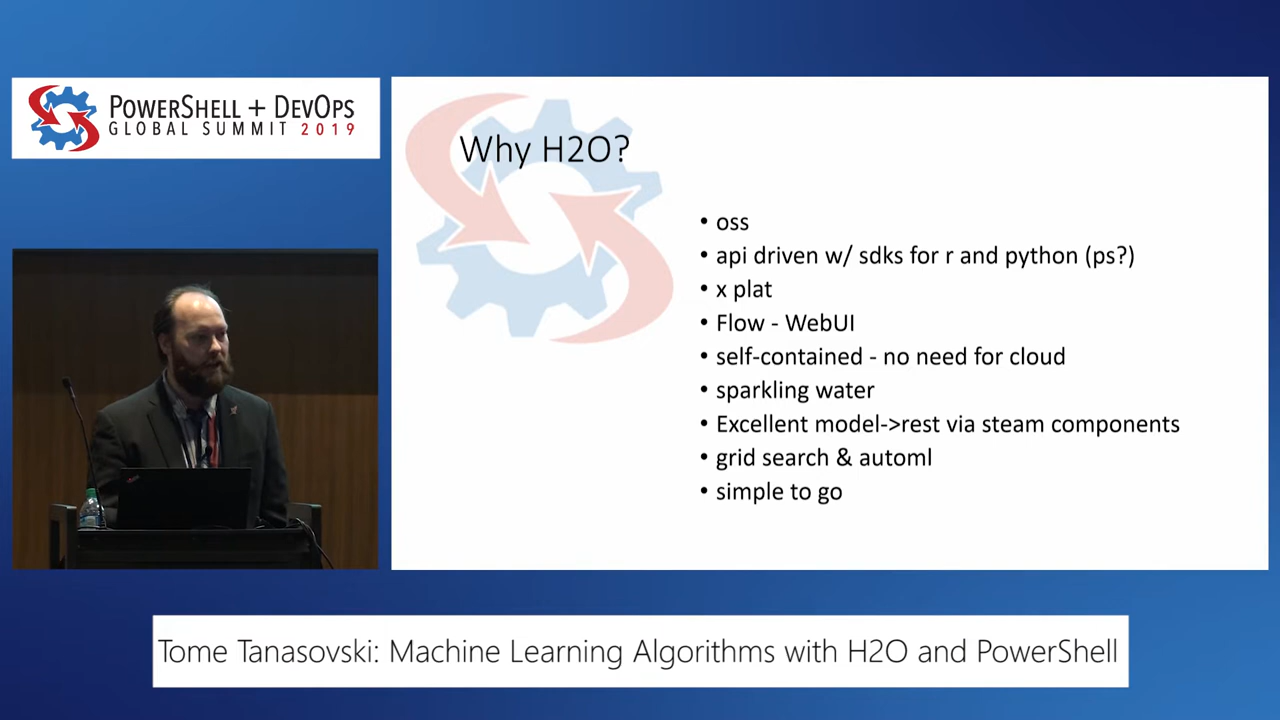 POWERSHELL + DEVOPS
GLOBAL SUMMIT 2019
Why H2O?
• oss
• api driven w/ sdks for r and python (ps?)
• x plat
• Flow - WebUI
• self-contained - no need for cloud
• sparkling water
• Excellent model->rest via steam components
• grid search & automl
• simple to go
Tome Tanasovski: Machine Learning Algorithms with H2O and PowerShell